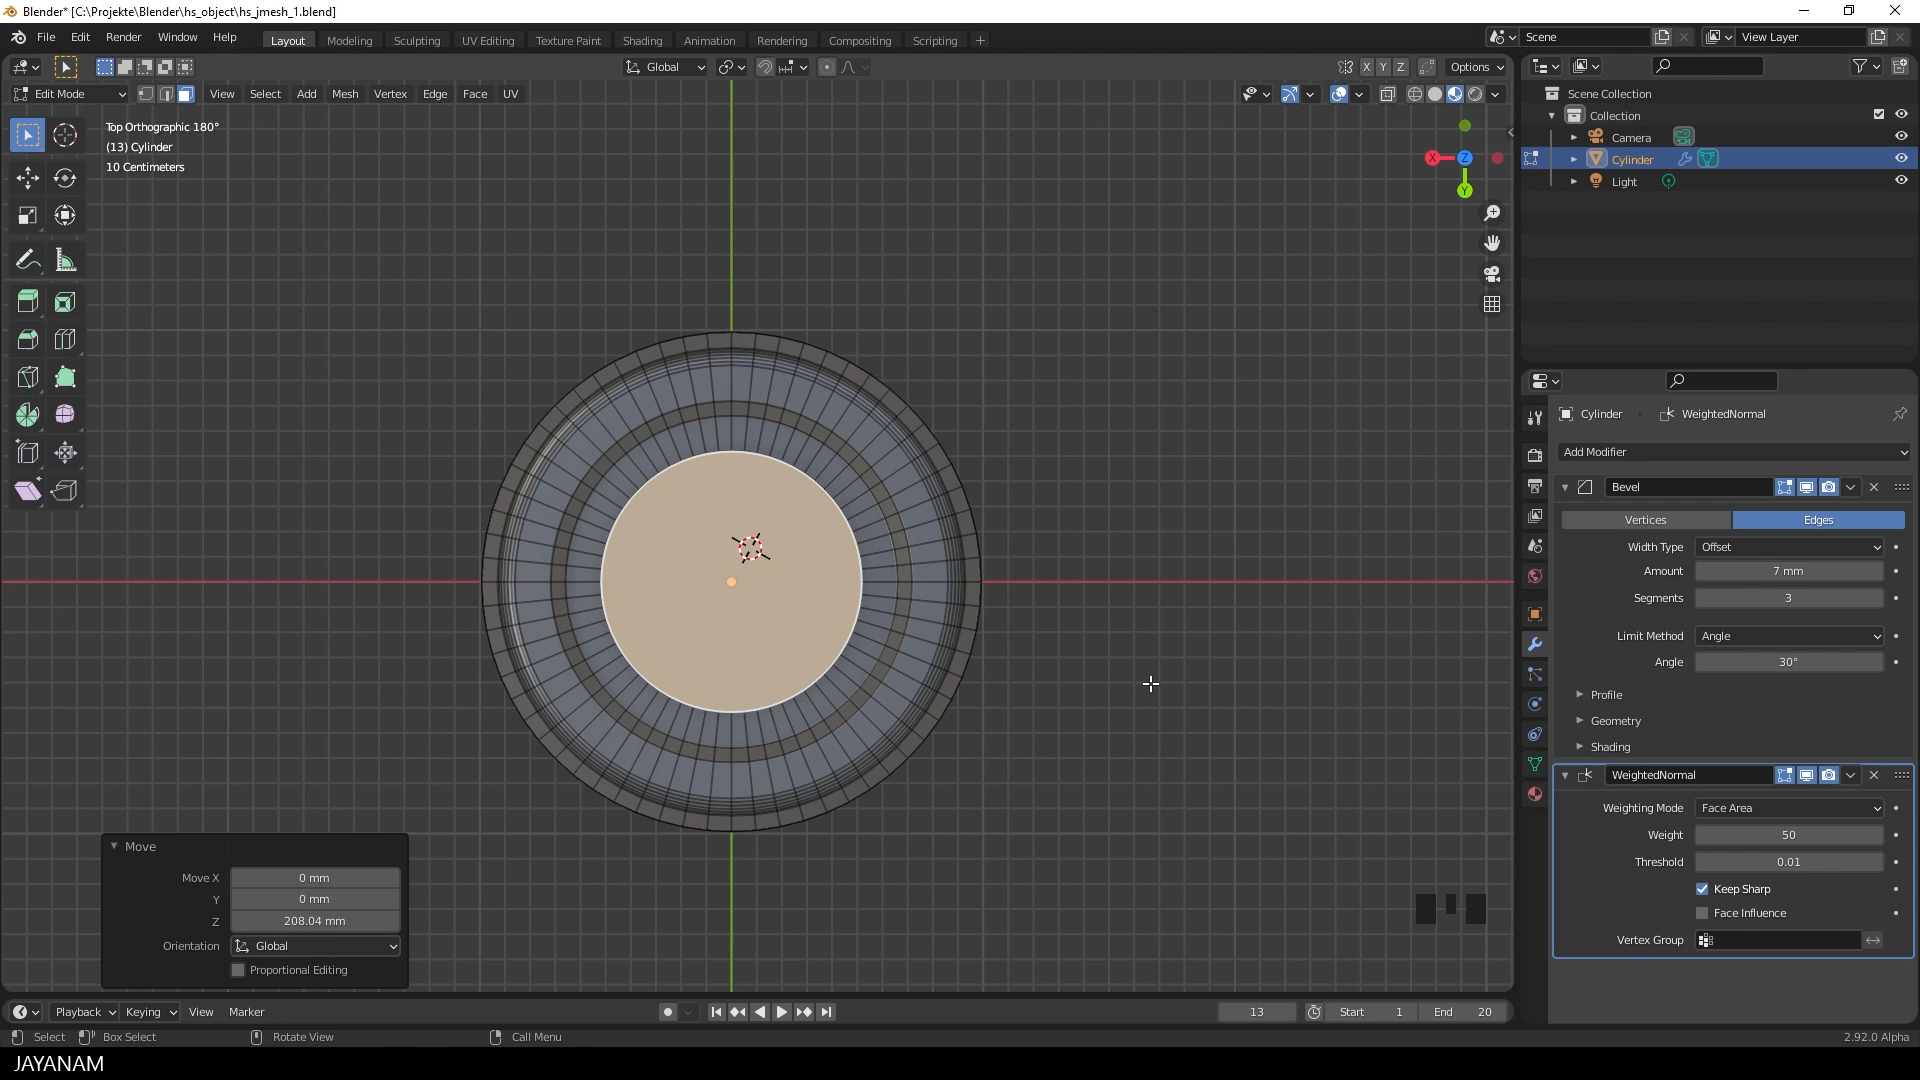 Blender* [C:\Projekte\Blender\hs_object\hs_jmesh_1.blend]
File Edit Render Window Help Layout Modeling Sculpting UV Editing Texture Paint Shading Animation Rendering Compositing Scripting + Scene View Layer
Global X Y Z Options
Edit Mode View Select Add Mesh Vertex Edge Face UV
Top Orthographic 180°
(13) Cylinder
10 Centimeters
X Z
Y
Scene Collection
Collection
Camera
Cylinder
Light
Cylinder WeightedNormal
Add Modifier
Bevel
Vertices Edges
Width Type Offset
Amount 7 mm
Segments 3
Limit Method Angle
Angle 30°
Profile
Geometry
Shading
WeightedNormal
Weighting Mode Face Area
Weight 50
Threshold 0.01
Keep Sharp
Face Influence
Vertex Group
Move
Move X 0 mm
Y 0 mm
Z 208.04 mm
Orientation Global
Proportional Editing
Playback Keying View Marker 13 Start 1 End 20
Select Box Select Rotate View Call Menu 2.92.0 Alpha
JAYANAM